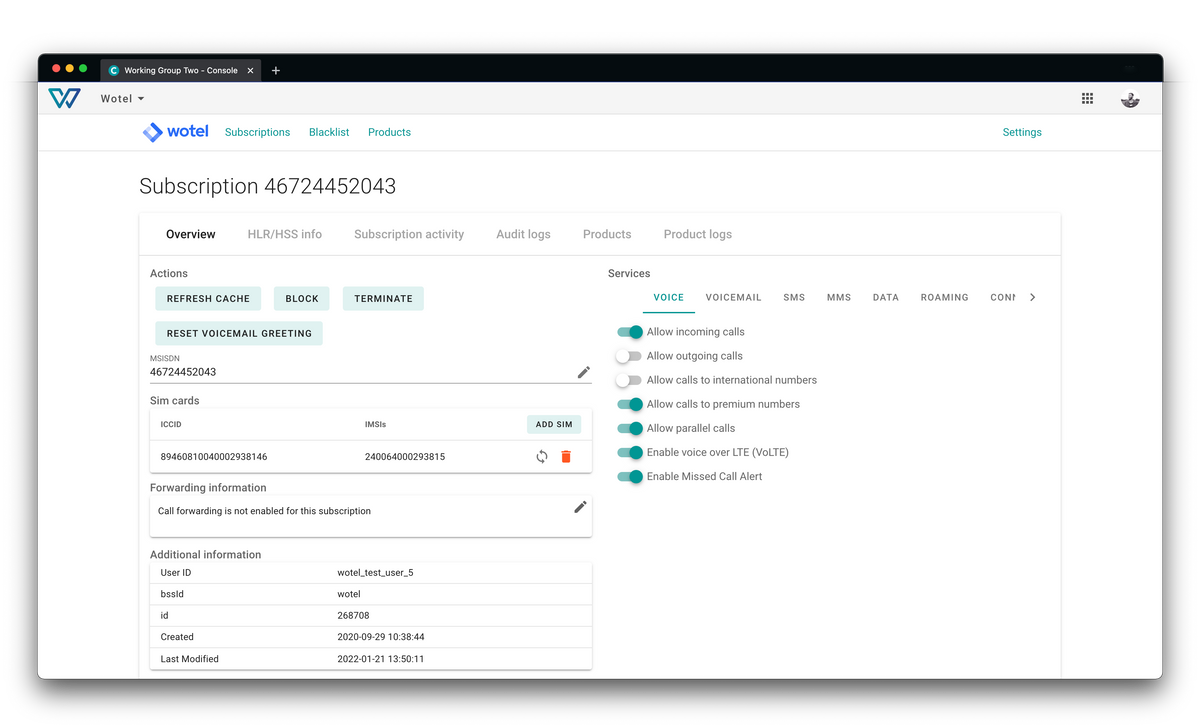 Working Group Two - Console
Wotel
wotel Subscriptions Blacklist Products Settings
Subscription 46724452043
Overview HLR/HSS info Subscription activity Audit logs Products Product logs
Actions
REFRESH CACHE BLOCK TERMINATE
RESET VOICEMAIL GREETING
MSISDN
46724452043
Sim cards
ICCID IMSIs ADD SIM
89460810040002938146 240064000293815
Forwarding information
Call forwarding is not enabled for this subscription
Additional information
User ID wotel_test_user_5
bssId wotel
id 268708
Created 2020-09-29 10:38:44
Last Modified 2022-01-21 13:50:11
Services
VOICE VOICEMAIL SMS MMS DATA ROAMING CONN
Allow incoming calls
Allow outgoing calls
Allow calls to international numbers
Allow calls to premium numbers
Allow parallel calls
Enable voice over LTE (VoLTE)
Enable Missed Call Alert